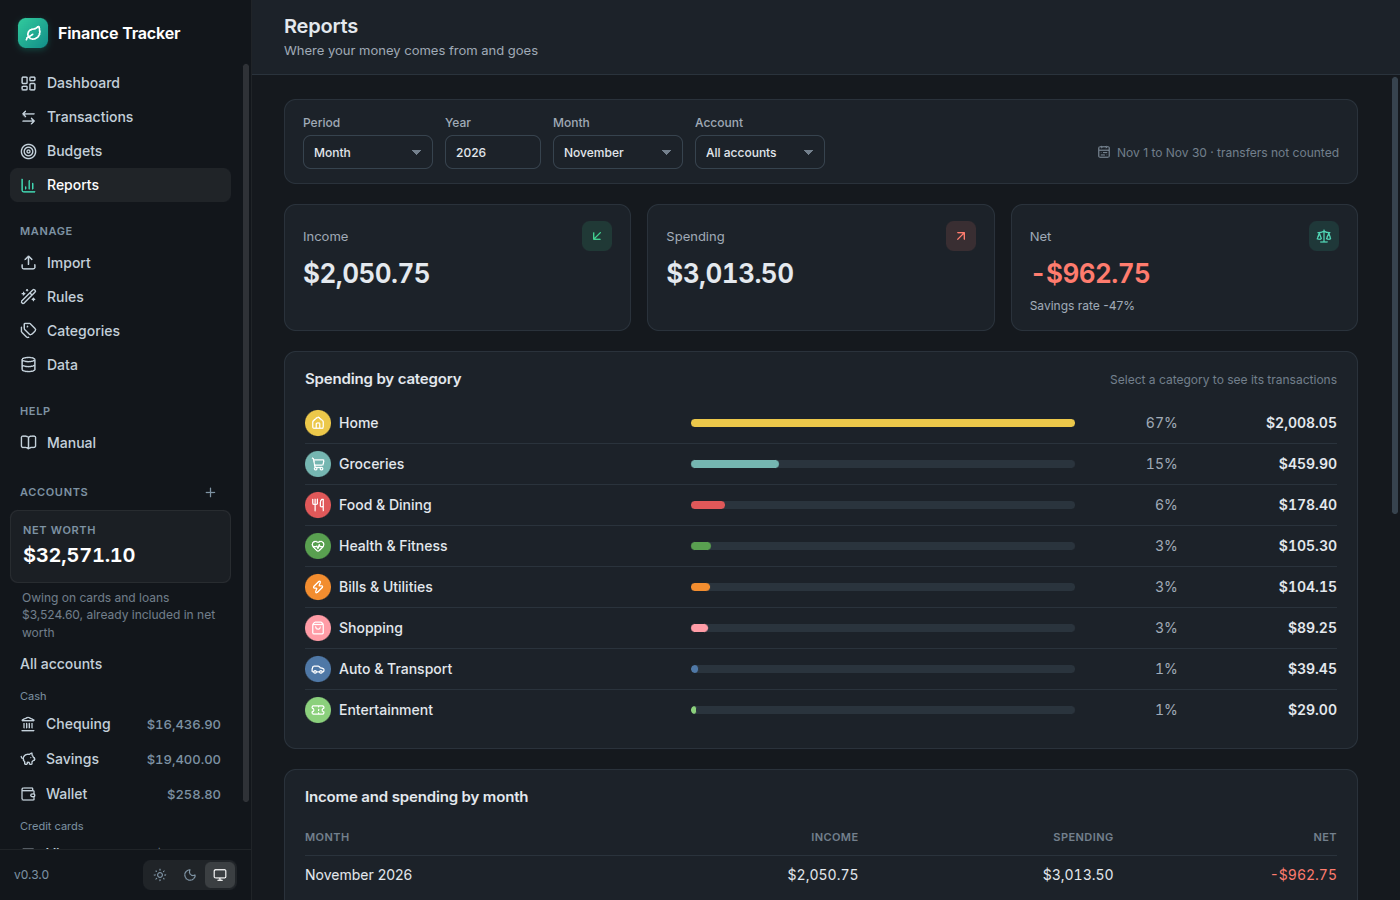 Finance Tracker
Dashboard
Transactions
Budgets
Reports
MANAGE
Import
Rules
Categories
Data
HELP
Manual
ACCOUNTS
NET WORTH
$32,571.10
Owing on cards and loans
$3,524.60, already included in net
worth
All accounts
Cash
Chequing $16,436.90
Savings $19,400.00
Wallet $258.80
Credit cards
v0.3.0
Reports
Where your money comes from and goes
Period Year Month Account
Month 2026 November All accounts Nov 1 to Nov 30 · transfers not counted
Income
$2,050.75
Spending
$3,013.50
Net
-$962.75
Savings rate -47%
Spending by category Select a category to see its transactions
Home 67% $2,008.05
Groceries 15% $459.90
Food & Dining 6% $178.40
Health & Fitness 3% $105.30
Bills & Utilities 3% $104.15
Shopping 3% $89.25
Auto & Transport 1% $39.45
Entertainment 1% $29.00
Income and spending by month
MONTH INCOME SPENDING NET
November 2026 $2,050.75 $3,013.50 -$962.75